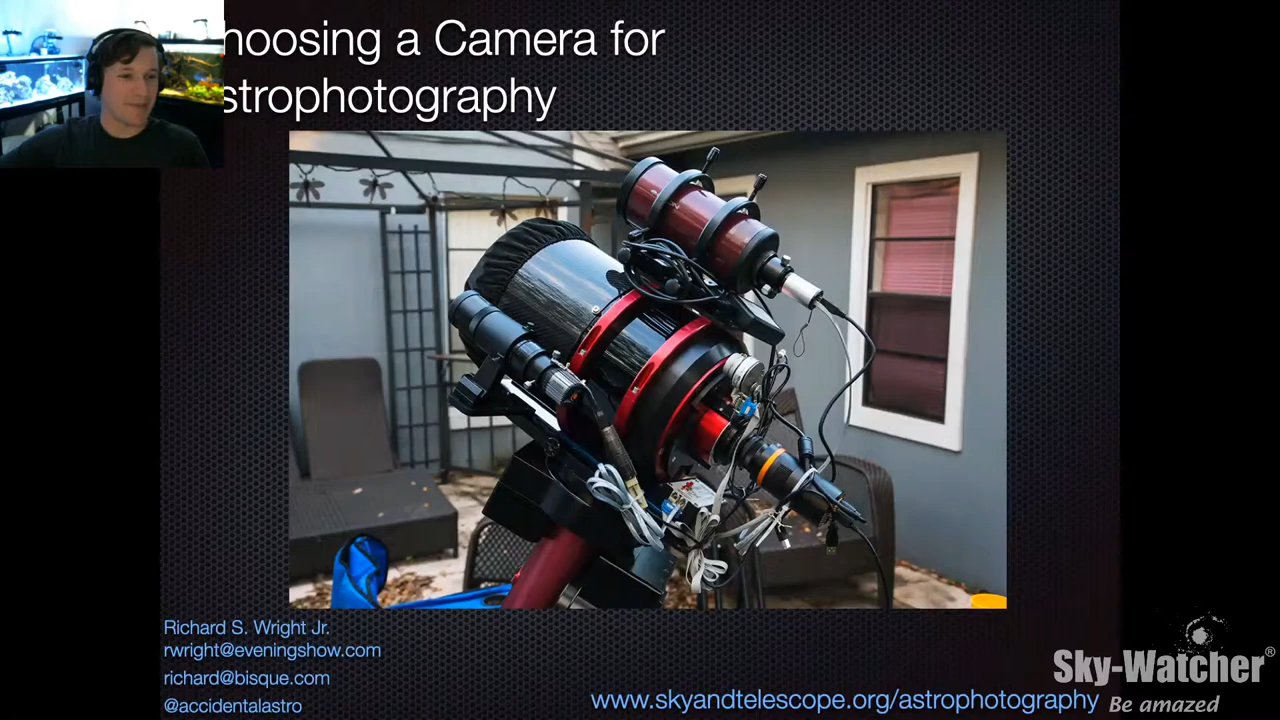 hoosing a Camera for
strophotography
Richard S. Wright Jr.
rwright@eveningshow.com
richard@bisque.com
@accidentalastro
www.skyandtelescope.org/astrophotography
Sky-Watcher®
Be amazed